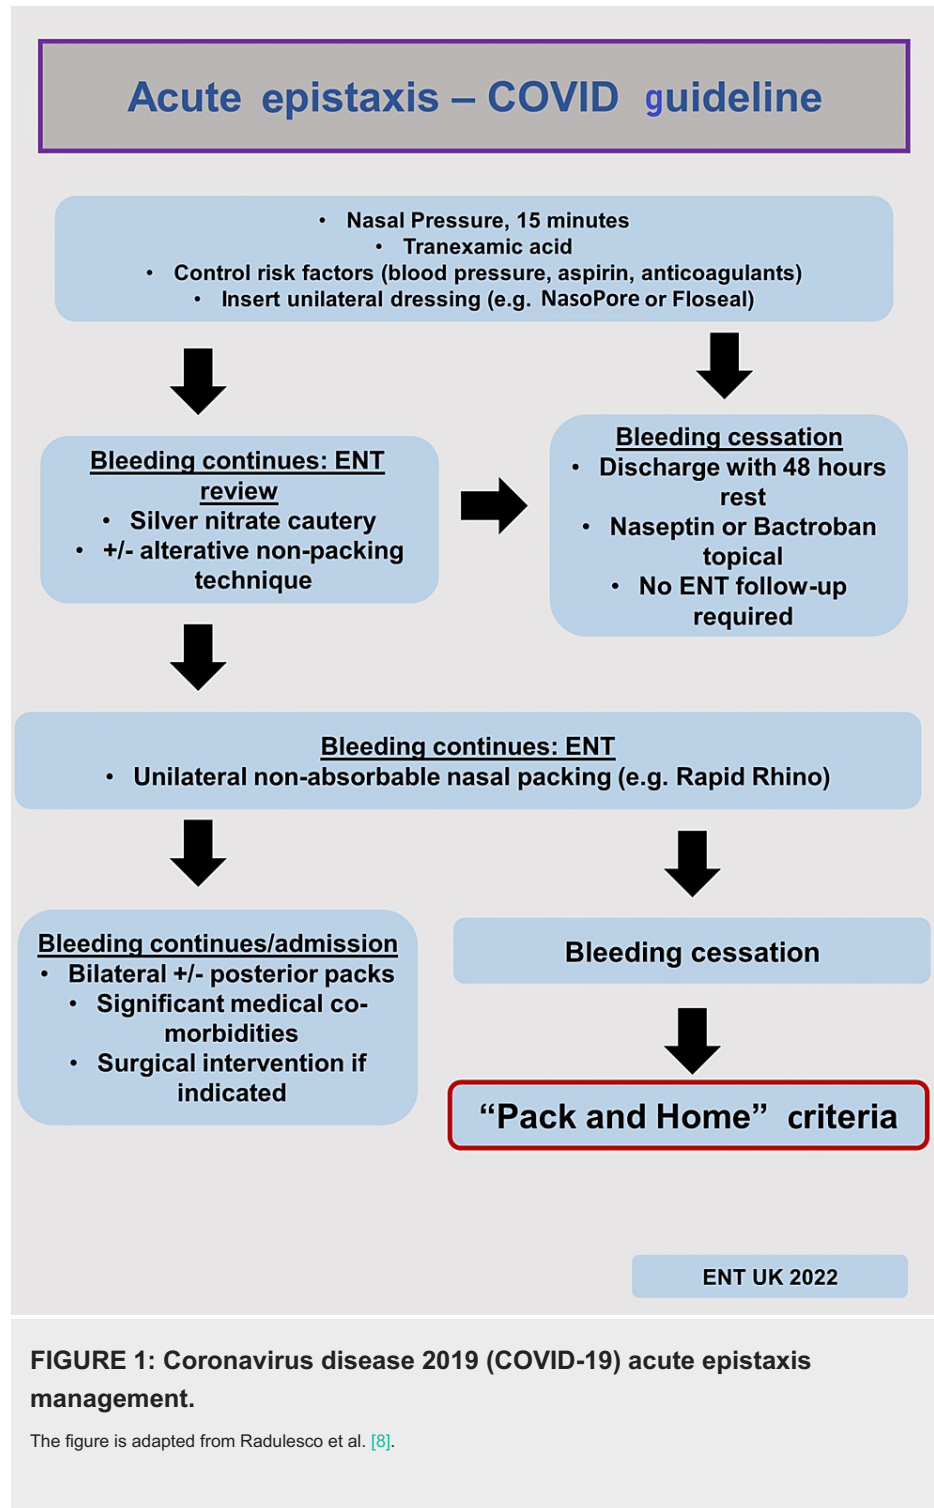 Acute epistaxis – COVID guideline
• Nasal Pressure, 15 minutes
• Tranexamic acid
• Control risk factors (blood pressure, aspirin, anticoagulants)
• Insert unilateral dressing (e.g. NasoPore or Floseal)
Bleeding continues: ENT
review
• Silver nitrate cautery
• +/- alterative non-packing
technique
Bleeding cessation
• Discharge with 48 hours
rest
• Naseptin or Bactroban
topical
• No ENT follow-up
required
Bleeding continues: ENT
• Unilateral non-absorbable nasal packing (e.g. Rapid Rhino)
Bleeding continues/admission
• Bilateral +/- posterior packs
• Significant medical co-
morbidities
• Surgical intervention if
indicated
Bleeding cessation
“Pack and Home” criteria
ENT UK 2022
FIGURE 1: Coronavirus disease 2019 (COVID-19) acute epistaxis
management.
The figure is adapted from Radulesco et al. [8].